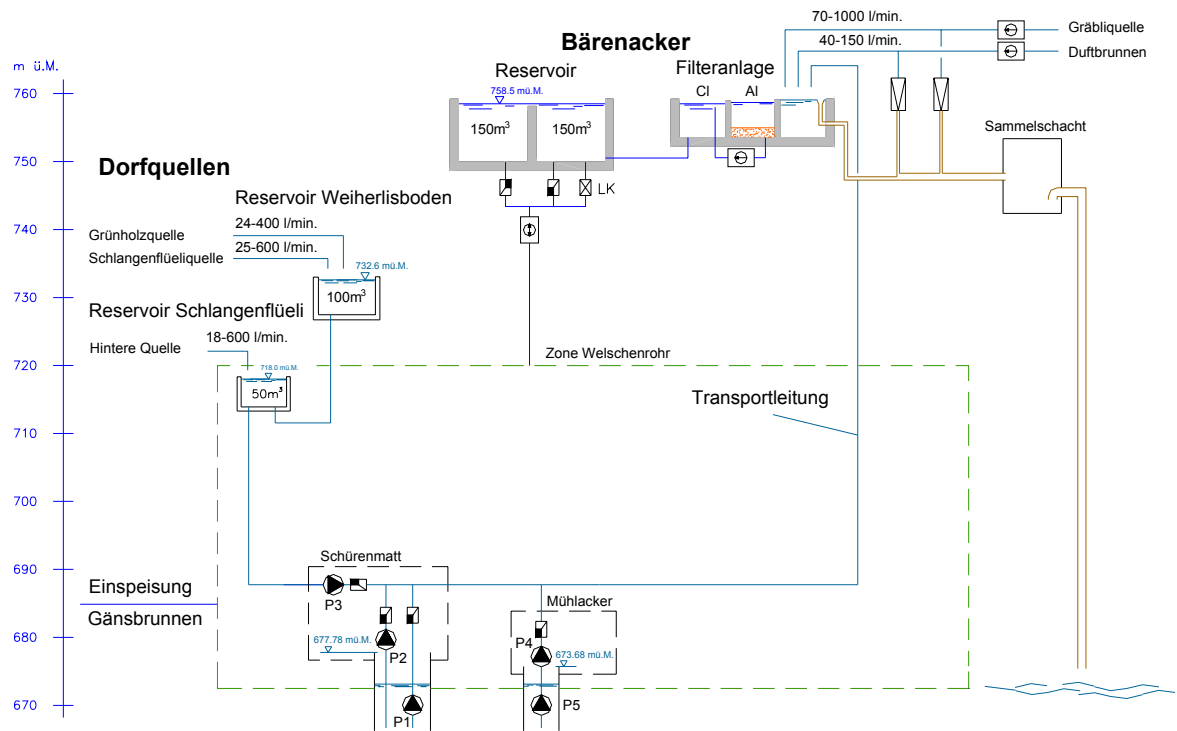 70-1000 l/min.
Gräbliquelle
Bärenacker
40-150 l/min.
Duftbrunnen
m ü.M.
Reservoir
Filteranlage
760
758.5 mü.M.
Cl
Al
150m³
150m³
Sammelschacht
750
Dorfquellen
LK
Reservoir Weiherlisboden
740
24-400 l/min.
Grünholzquelle
25-600 l/min.
Schlangenflüeliquelle
732.6 mü.M.
730
100m³
Reservoir Schlangenflüeli
18-600 l/min.
Hintere Quelle
Zone Welschenrohr
720
718.0 mü.M.
50m³
Transportleitung
710
700
690
Schürenmatt
Einspeisung
P3
Mühlacker
Gänsbrunnen
680
677.78 mü.M.
P2
P4
673.68 mü.M.
670
P1
P5